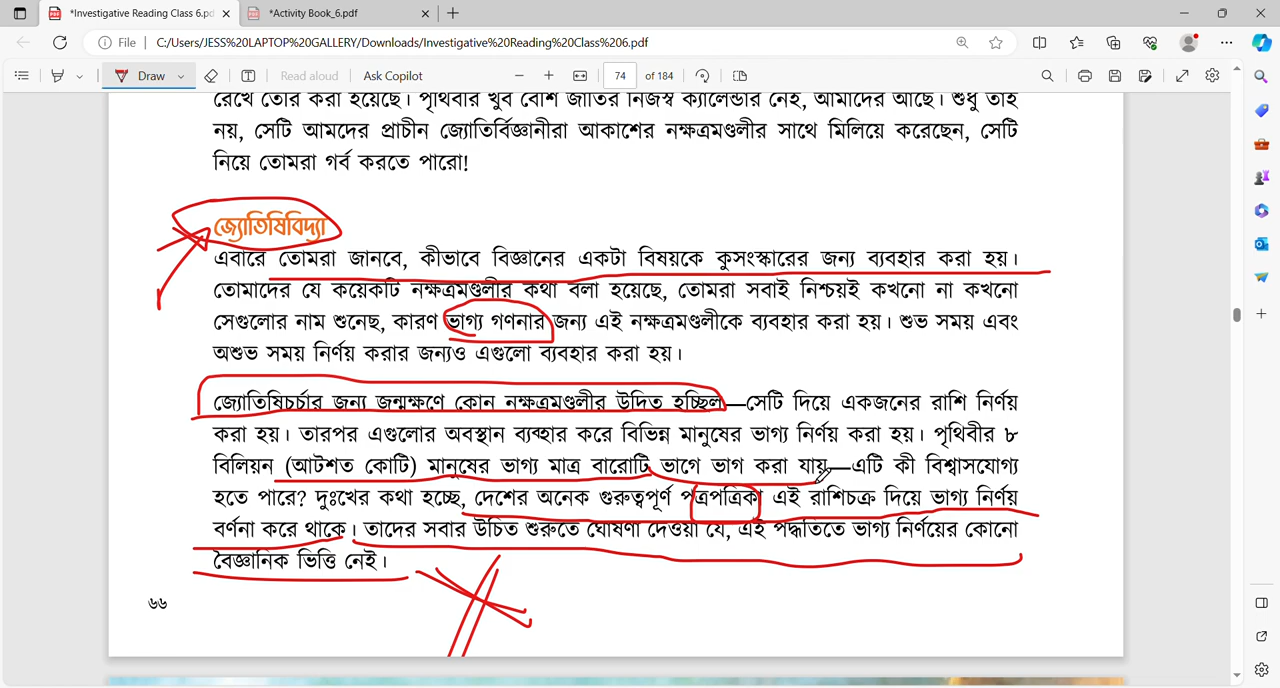 *Investigative Reading Class 6.pd
*Activity Book_6.pdf
File C:/Users/JESS%20LAPTOP%20GALLERY/Downloads/Investigative%20Reading%20Class%206.pdf
Draw Read aloud Ask Copilot 74 of 184
রেখে তৈরি করা হয়েছে। পৃথিবীর খুব বেশি জাতির নিজস্ব ক্যালেন্ডার নেই, আমাদের আছে। শুধু তাই
নয়, সেটি আমদের প্রাচীন জ্যোতির্বিজ্ঞানীরা আকাশের নক্ষত্রমণ্ডলীর সাথে মিলিয়ে করেছেন, সেটি
নিয়ে তোমরা গর্ব করতে পারো!
জ্যোতিষিবিদ্যা
এবারে তোমরা জানবে, কীভাবে বিজ্ঞানের একটা বিষয়কে কুসংস্কারের জন্য ব্যবহার করা হয়।
তোমাদের যে কয়েকটি নক্ষত্রমণ্ডলীর কথা বলা হয়েছে, তোমরা সবাই নিশ্চয়ই কখনো না কখনো
সেগুলোর নাম শুনেছ, কারণ ভাগ্য গণনার জন্য এই নক্ষত্রমণ্ডলীকে ব্যবহার করা হয়। শুভ সময় এবং
অশুভ সময় নির্ণয় করার জন্যও এগুলো ব্যবহার করা হয়।
জ্যোতিষিচর্চার জন্য জন্মক্ষণে কোন নক্ষত্রমণ্ডলীর উদিত হচ্ছিল—সেটি দিয়ে একজনের রাশি নির্ণয়
করা হয়। তারপর এগুলোর অবস্থান ব্যবহার করে বিভিন্ন মানুষের ভাগ্য নির্ণয় করা হয়। পৃথিবীর ৮
বিলিয়ন (আটশত কোটি) মানুষের ভাগ্য মাত্র বারোটি ভাগে ভাগ করা যায়—এটি কী বিশ্বাসযোগ্য
হতে পারে? দুঃখের কথা হচ্ছে, দেশের অনেক গুরুত্বপূর্ণ পত্রপত্রিকা এই রাশিচক্র দিয়ে ভাগ্য নির্ণয়
বর্ণনা করে থাকে। তাদের সবার উচিত শুরুতে ঘোষণা দেওয়া যে, এই পদ্ধতিতে ভাগ্য নির্ণয়ের কোনো
বৈজ্ঞানিক ভিত্তি নেই।
৬৬